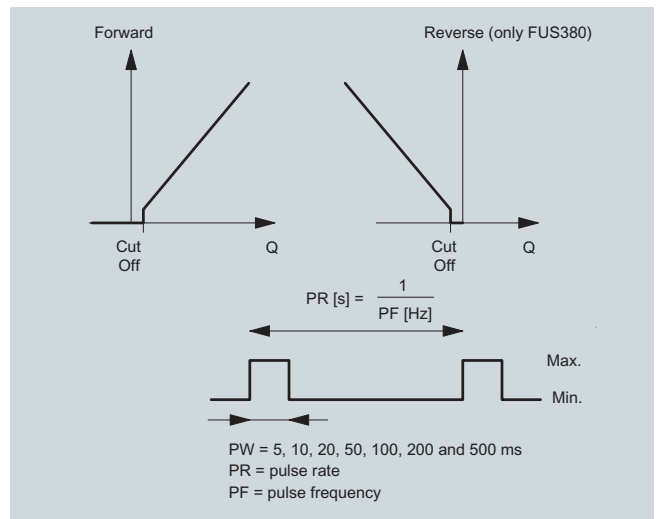 Forward
Reverse (only FUS380)
Cut
Off
Q
Cut
Off
Q
PR [s] = 1
PF [Hz]
Max.
Min.
PW = 5, 10, 20, 50, 100, 200 and 500 ms
PR = pulse rate
PF = pulse frequency